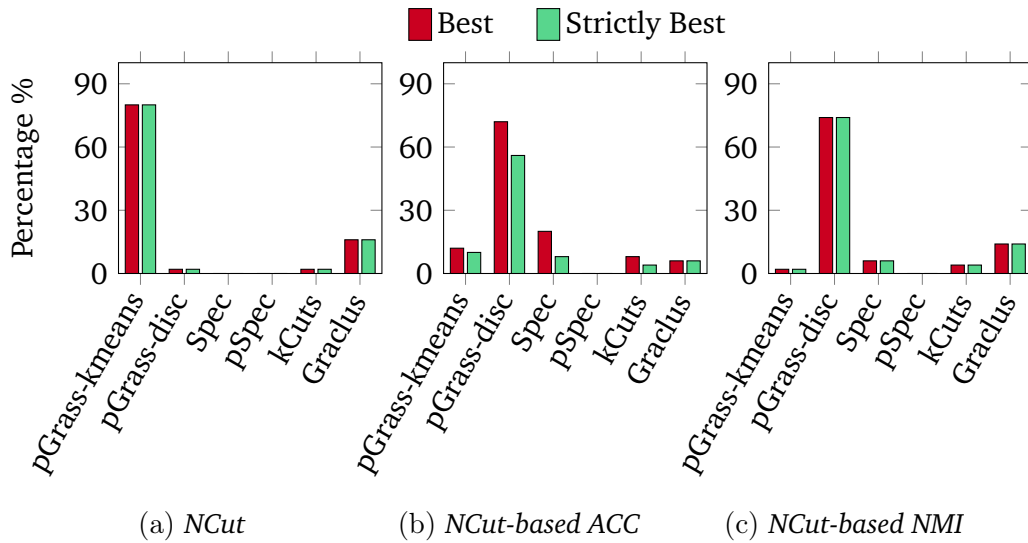 Best Strictly Best
Percentage %
90
60
30
0
pGrass-kmeans
pGrass-disc
Spec
pSpec
kCuts
Graclus
(a) NCut
90
60
30
0
pGrass-kmeans
pGrass-disc
Spec
pSpec
kCuts
Graclus
(b) NCut-based ACC
90
60
30
0
pGrass-kmeans
pGrass-disc
Spec
pSpec
kCuts
Graclus
(c) NCut-based NMI